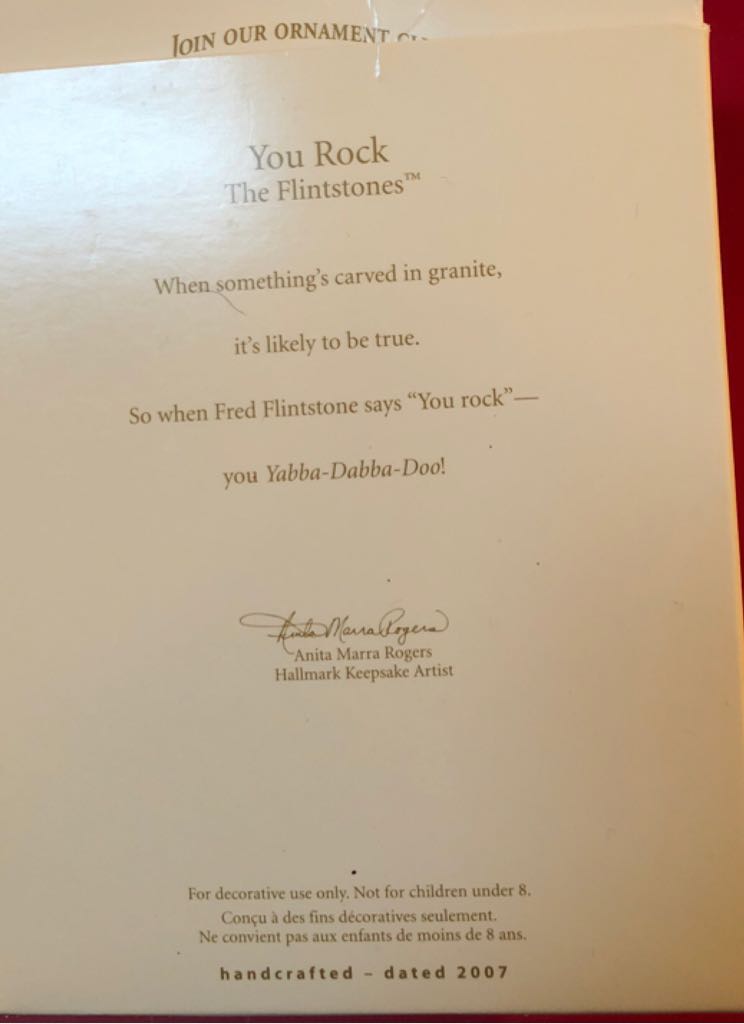 JOIN OUR ORNAMENT
You Rock
The Flintstones™
When something's carved in granite,
it's likely to be true.
So when Fred Flintstone says “You rock”—
you Yabba-Dabba-Doo!
Anita Marra Rogers
Anita Marra Rogers
Hallmark Keepsake Artist
For decorative use only. Not for children under 8.
Conçu à des fins décoratives seulement.
Ne convient pas aux enfants de moins de 8 ans.
handcrafted – dated 2007